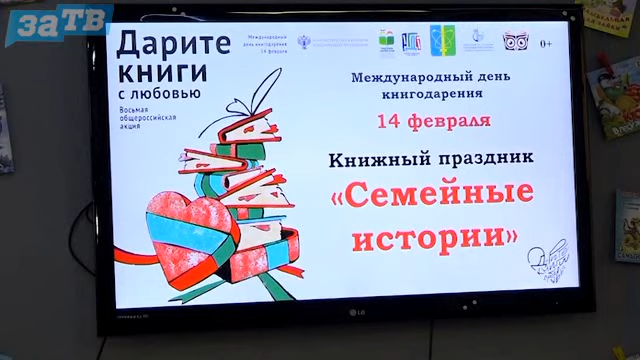 заТВ
Дарите
книги
с любовью
Восьмая
общероссийская
акция
Международный
день книгодарения
14 февраля
0+
Международный день
книгодарения
14 февраля
Книжный праздник
«Семейные
истории»
LG